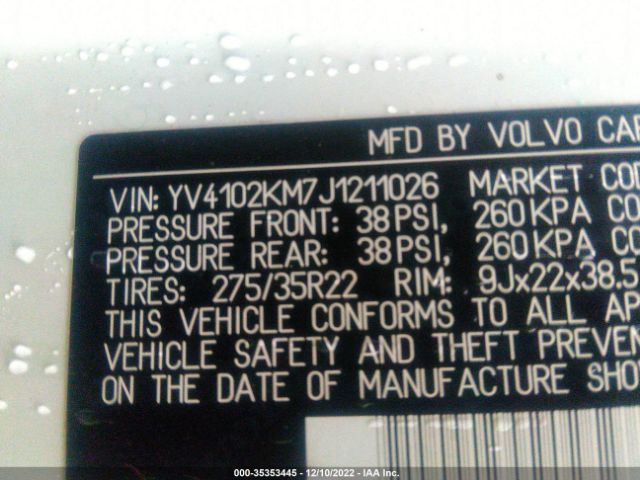 MFD BY VOLVO CAR
VIN: YV4102KM7J1211026 MARKET COD
PRESSURE FRONT: 38PSI, 260KPA CO
PRESSURE REAR: 38PSI, 260KPA CO
TIRES: 275/35R22 RIM: 9Jx22x38.5
THIS VEHICLE CONFORMS TO ALL AP
VEHICLE SAFETY AND THEFT PREVEN
ON THE DATE OF MANUFACTURE SHO
000-35353445 - 12/10/2022 - IAA Inc.